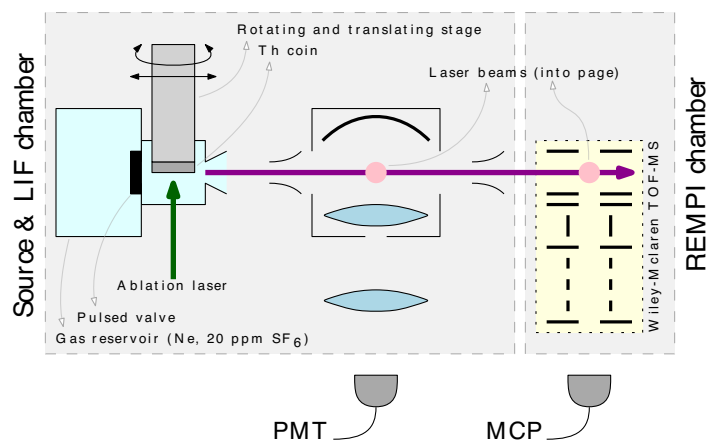 Rotating and translating stage
Th coin
Laser beams (into page)
Source & LIF chamber
REMPI chamber
Wiley-Mclaren TOF-MS
Ablation laser
Pulsed valve
Gas reservoir (Ne, 20 ppm SF6)
PMT
MCP